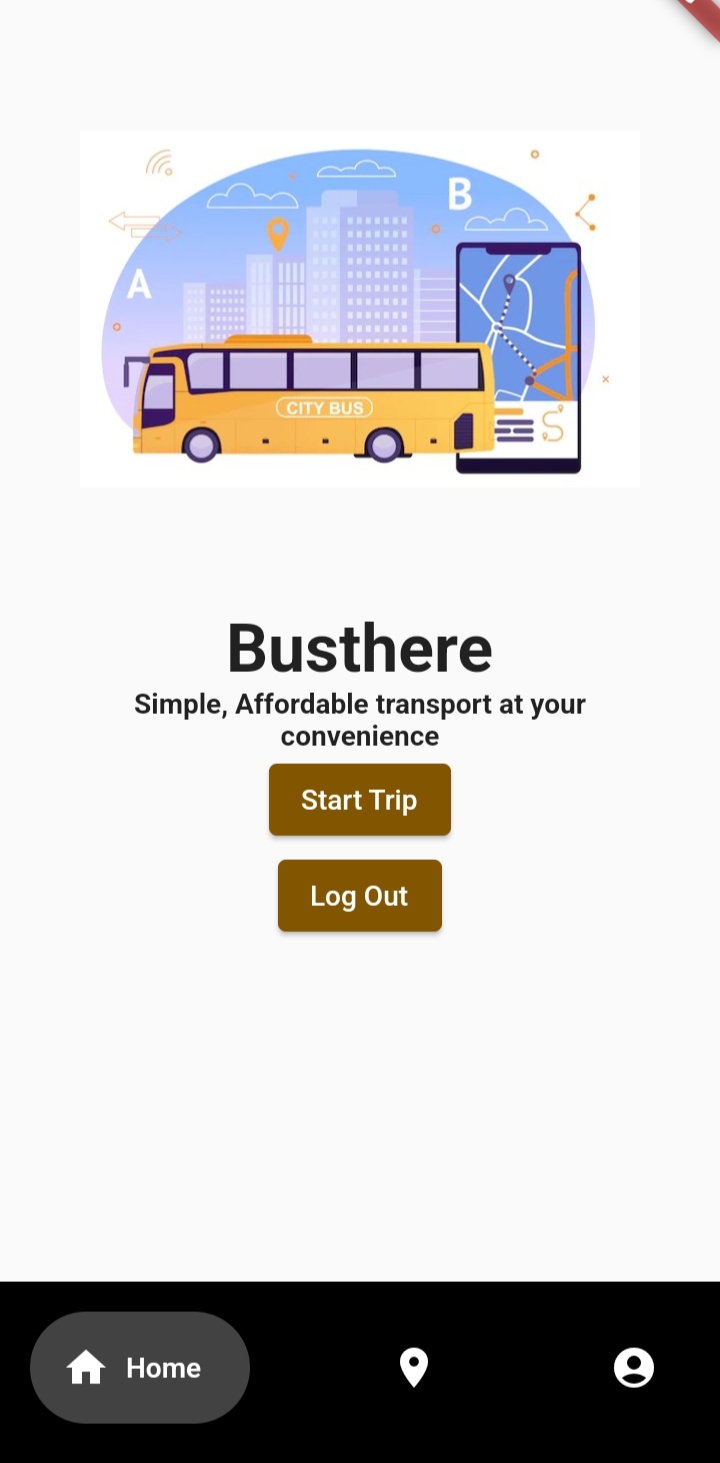 A
B
CITY BUS
Busthere
Simple, Affordable transport at your
convenience
Start Trip
Log Out
Home